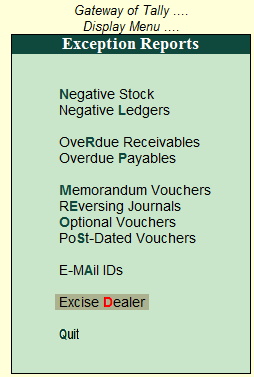 Gateway of Tally ....
Display Menu ....
Exception Reports
Negative Stock
Negative Ledgers
OveRdue Receivables
Overdue Payables
Memorandum Vouchers
REversing Journals
Optional Vouchers
PoSt-Dated Vouchers
E-MAil IDs
Excise Dealer
Quit